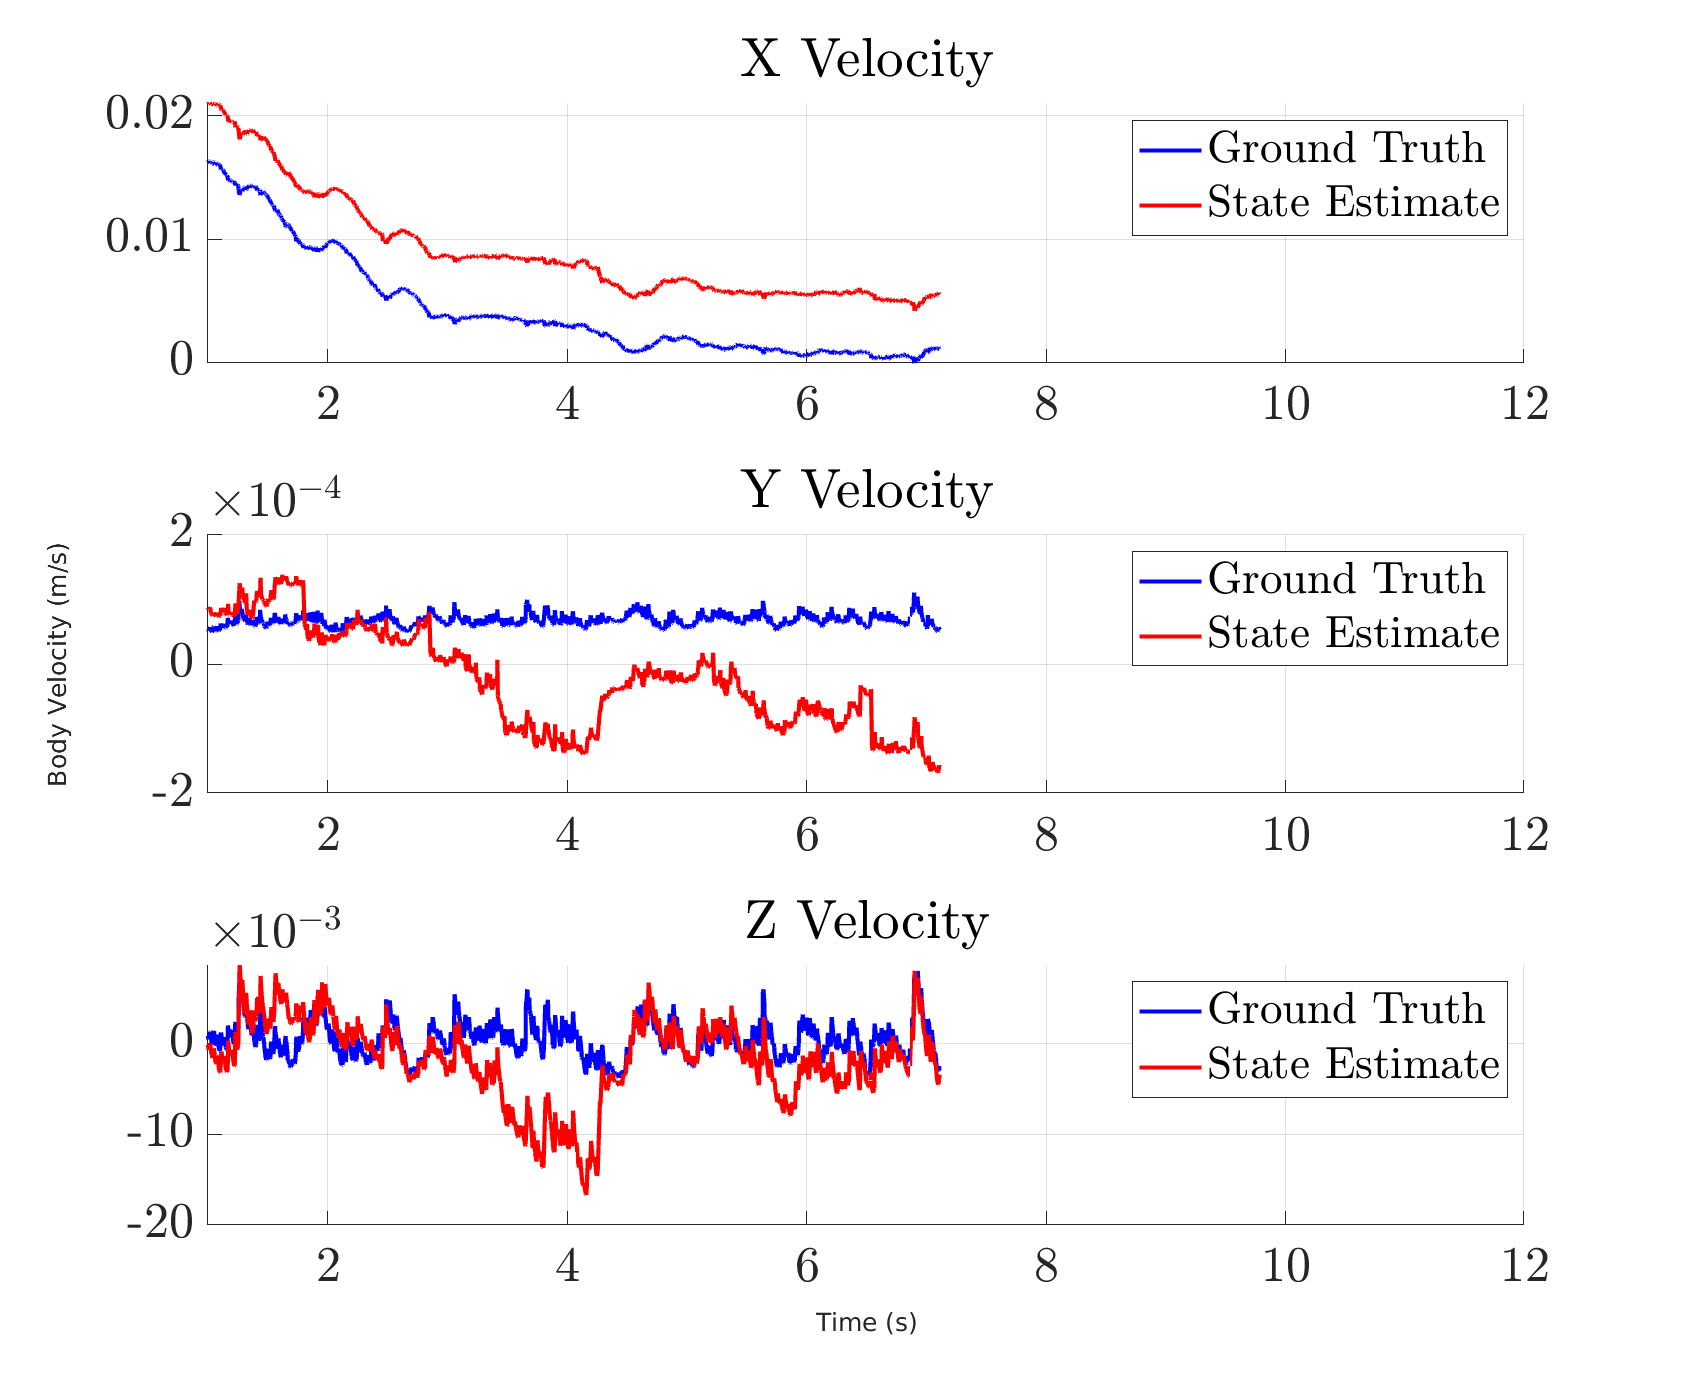 X Velocity
0.02
0.01
0
2 4 6 8 10 12
Ground Truth
State Estimate
Y Velocity
×10⁻⁴
2
0
-2
2 4 6 8 10 12
Ground Truth
State Estimate
Body Velocity (m/s)
Z Velocity
×10⁻³
0
-10
-20
2 4 6 8 10 12
Ground Truth
State Estimate
Time (s)